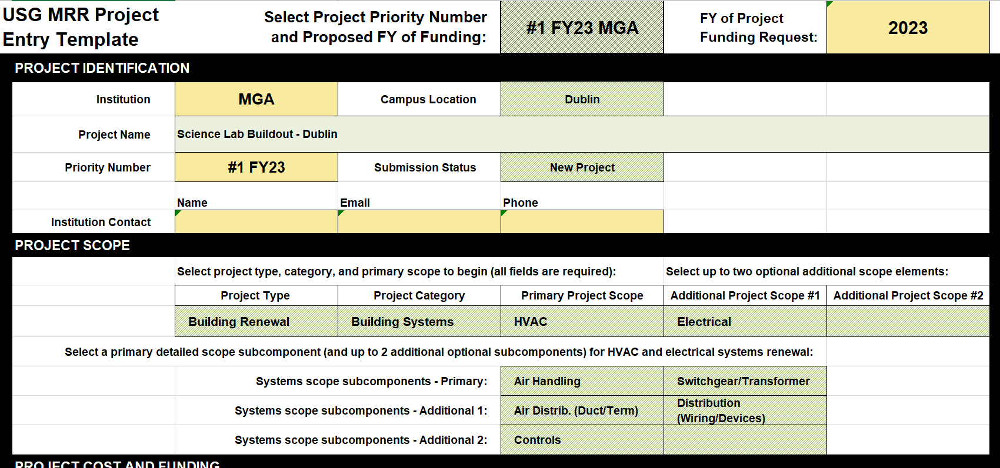 USG MRR Project
Entry Template
Select Project Priority Number
and Proposed FY of Funding:
#1 FY23 MGA
FY of Project
Funding Request:
2023
PROJECT IDENTIFICATION
Institution
MGA
Campus Location
Dublin
Project Name
Science Lab Buildout - Dublin
Priority Number
#1 FY23
Submission Status
New Project
Name
Email
Phone
Institution Contact
PROJECT SCOPE
Select project type, category, and primary scope to begin (all fields are required):
Select up to two optional additional scope elements:
Project Type
Project Category
Primary Project Scope
Additional Project Scope #1
Additional Project Scope #2
Building Renewal
Building Systems
HVAC
Electrical
Select a primary detailed scope subcomponent (and up to 2 additional optional subcomponents) for HVAC and electrical systems renewal:
Systems scope subcomponents - Primary:
Air Handling
Switchgear/Transformer
Systems scope subcomponents - Additional 1:
Air Distrib. (Duct/Term)
Distribution
(Wiring/Devices)
Systems scope subcomponents - Additional 2:
Controls
PROJECT COST AND FUNDING